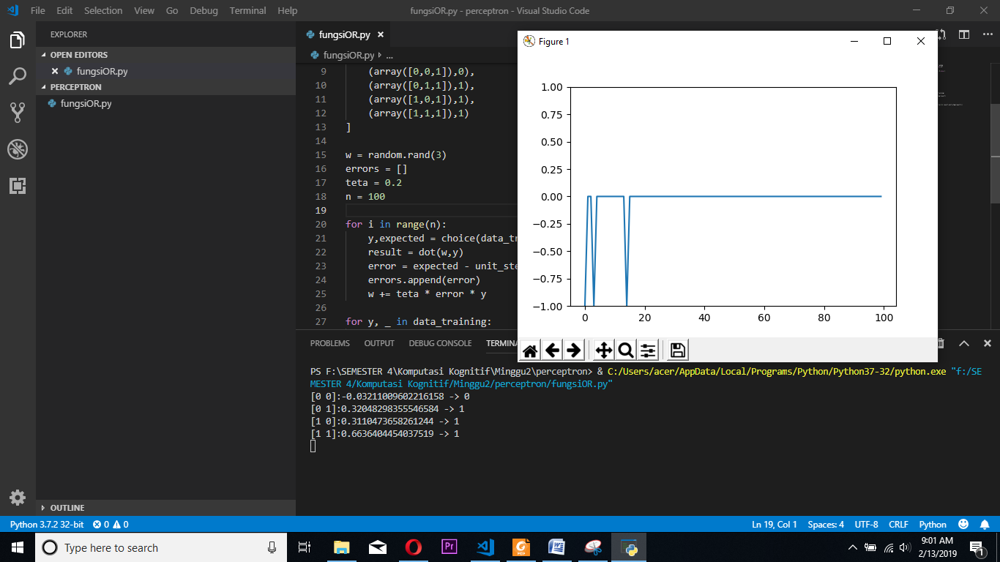 File Edit Selection View Go Debug Terminal Help
fungsiOR.py - perceptron - Visual Studio Code
EXPLORER
OPEN EDITORS
fungsiOR.py
PERCEPTRON
fungsiOR.py
OUTLINE
fungsiOR.py
fungsiOR.py ...
9 (array([0,0,1]),0),
10 (array([0,1,1]),1),
11 (array([1,0,1]),1),
12 (array([1,1,1]),1)
13 ]
14
15 w = random.rand(3)
16 errors = []
17 teta = 0.2
18 n = 100
19
20 for i in range(n):
21 y,expected = choice(data_tr
22 result = dot(w,y)
23 error = expected - unit_ste
24 errors.append(error)
25 w += teta * error * y
26
27 for y, _ in data_training:
Figure 1
1.00
0.75
0.50
0.25
0.00
−0.25
−0.50
−0.75
−1.00
0 20 40 60 80 100
PROBLEMS OUTPUT DEBUG CONSOLE TERMIN
PS F:\SEMESTER 4\Komputasi Kognitif\Minggu2\perceptron> & C:/Users/acer/AppData/Local/Programs/Python/Python37-32/python.exe "f:/SE
MESTER 4/Komputasi Kognitif/Minggu2/perceptron/fungsiOR.py"
[0 0]:-0.03211009602216158 -> 0
[0 1]:0.32048298355546584 -> 1
[1 0]:0.3110473658261244 -> 1
[1 1]:0.6636404454037519 -> 1
Python 3.7.2 32-bit 0 0
Ln 19, Col 1 Spaces: 4 UTF-8 CRLF Python
Type here to search
Pr
PDF
W
9:01 AM
2/13/2019
1